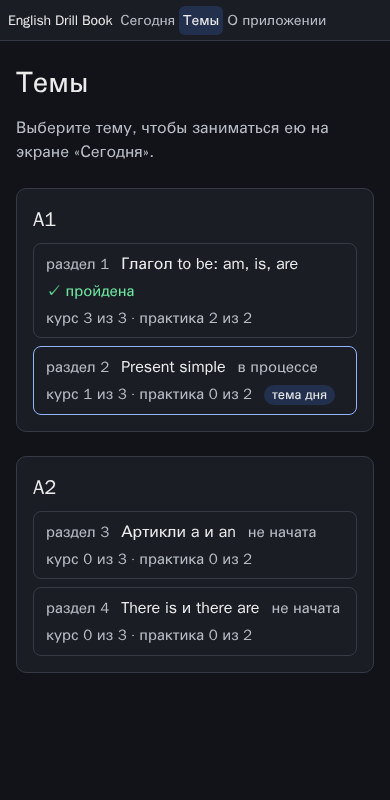 English Drill Book Сегодня Темы О приложении
Темы
Выберите тему, чтобы заниматься ею на
экране «Сегодня».
A1
раздел 1 Глагол to be: am, is, are
✓ пройдена
курс 3 из 3 · практика 2 из 2
раздел 2 Present simple в процессе
курс 1 из 3 · практика 0 из 2 тема дня
A2
раздел 3 Артикли a и an не начата
курс 0 из 3 · практика 0 из 2
раздел 4 There is и there are не начата
курс 0 из 3 · практика 0 из 2